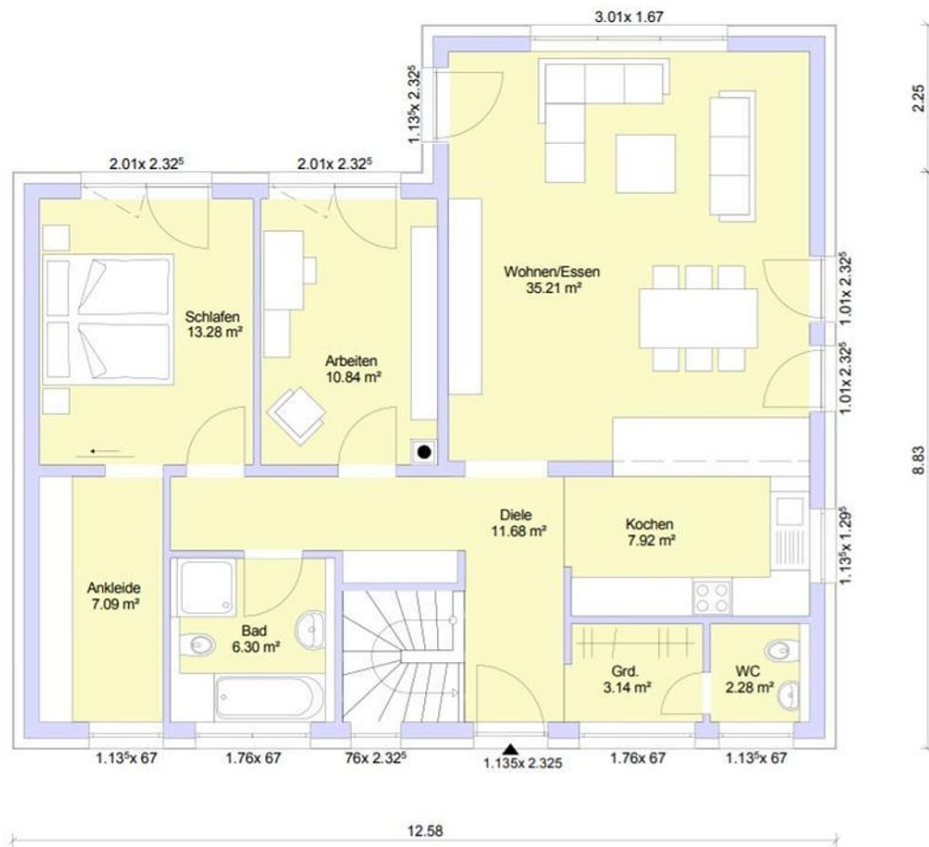 3.01x 1.67
1.13⁵x 2.32⁵
2.25
2.01x 2.32⁵
2.01x 2.32⁵
Wohnen/Essen
35.21 m²
1.01x 2.32⁵
Schlafen
13.28 m²
Arbeiten
10.84 m²
1.01x 2.32⁵
8.83
Diele
11.68 m²
Kochen
7.92 m²
1.13⁵x 1.29⁵
Ankleide
7.09 m²
Bad
6.30 m²
Grd.
3.14 m²
WC
2.28 m²
1.13⁵x 67
1.76x 67
76x 2.32⁵
1.135x 2.325
1.76x 67
1.13⁵x 67
12.58